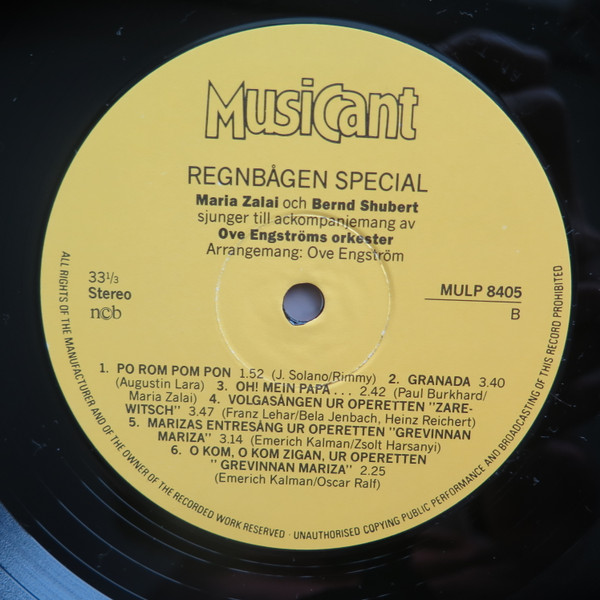 MusiCant
REGNBÅGEN SPECIAL
Maria Zalai och Bernd Shubert
sjunger till ackompanjemang av
Ove Engströms orkester
Arrangemang: Ove Engström
33 1/3
Stereo
ncb
MULP 8405
B
1. PO ROM POM PON 1.52 (J. Solano/Rimmy) 2. GRANADA 3.40
(Augustin Lara) 3. OH! MEIN PAPA . . . 2.42 (Paul Burkhard/
Maria Zalai) 4. VOLGASÅNGEN UR OPERETTEN "ZARE-
WITSCH" 3.47 (Franz Lehar/Bela Jenbach, Heinz Reichert)
5. MARIZAS ENTRESÅNG UR OPERETTEN "GREVINNAN
MARIZA" 3.14 (Emerich Kalman/Zsolt Harsanyi)
6. O KOM, O KOM ZIGAN, UR OPERETTEN
" GREVINNAN MARIZA" 2.25
(Emerich Kalman/Oscar Ralf)
ALL RIGHTS OF THE MANUFACTURER AND OF THE OWNER OF THE RECORDED WORK RESERVED · UNAUTHORISED COPYING PUBLIC PERFORMANCE AND BROADCASTING OF THIS RECORD PROHIBITED